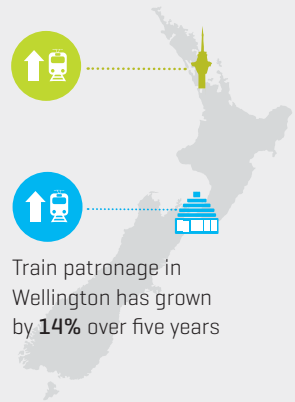 Train patronage in
Wellington has grown
by 14% over five years